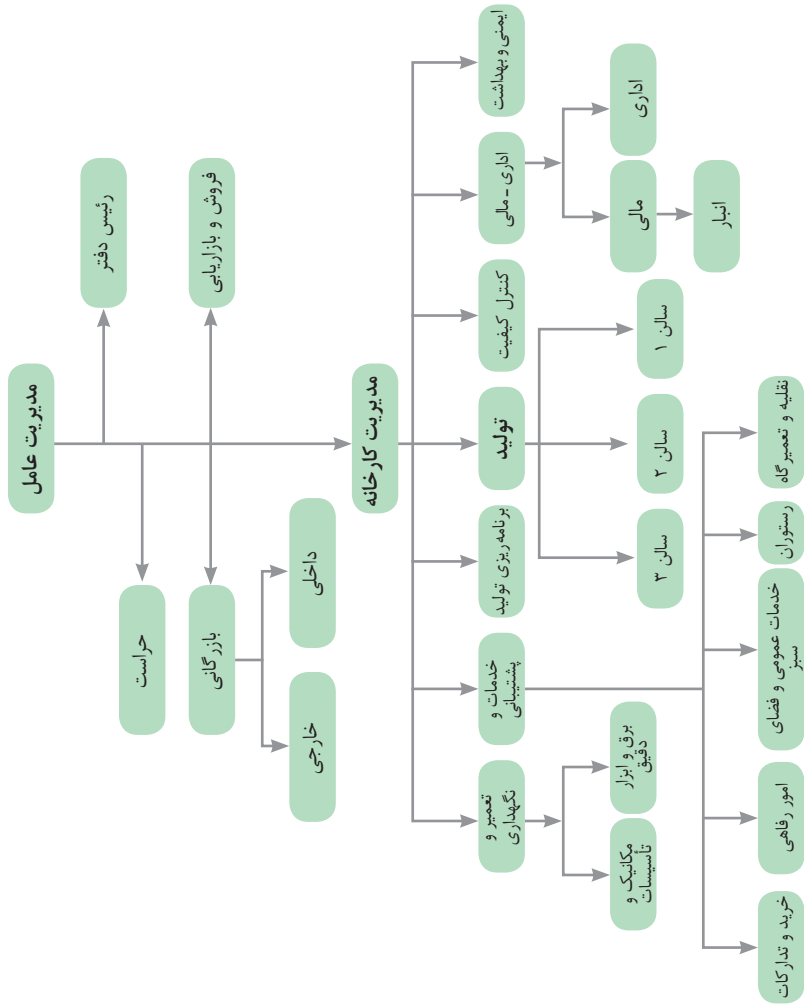 مدیریت عامل
رئیس دفتر
حراست
فروش و بازاریابی
بازرگانی
داخلی
خارجی
مدیریت کارخانه
ایمنی و بهداشت
اداری - مالی
کنترل کیفیت
تولید
برنامه ریزی تولید
خدمات و
پشتیبانی
تعمیر و
نگهداری
اداری
مالی
انبار
سالن ۱
سالن ۲
سالن ۳
برق و ابزار
دقیق
مکانیک و
تأسیسات
نقلیه و تعمیرگاه
رستوران
خدمات عمومی و فضای
سبز
امور رفاهی
خرید و تدارکات